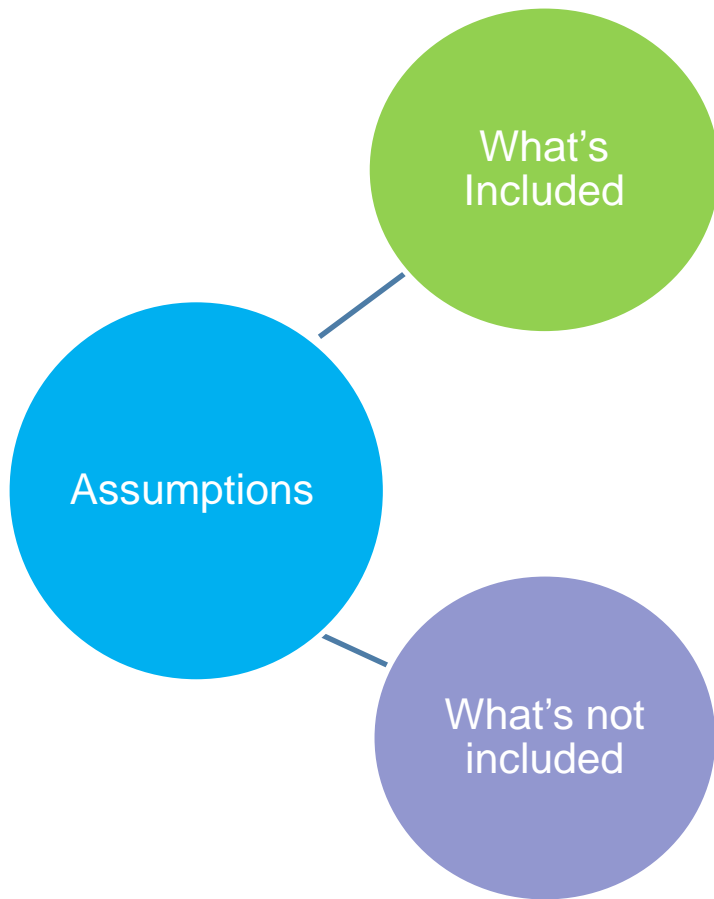 What’s
Included
Assumptions
What’s not
included